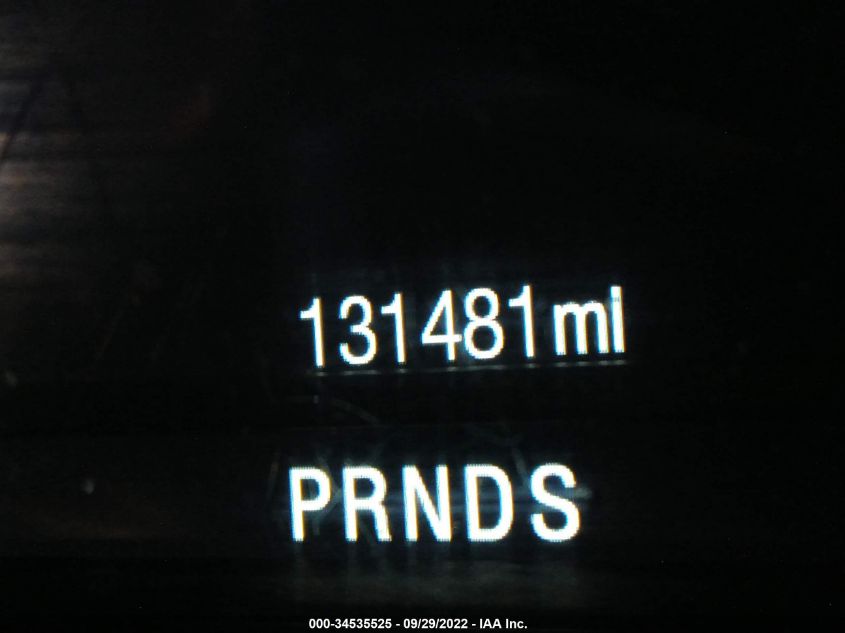 131481mi
PRNDS
000-34535525 - 09/29/2022 - IAA Inc.